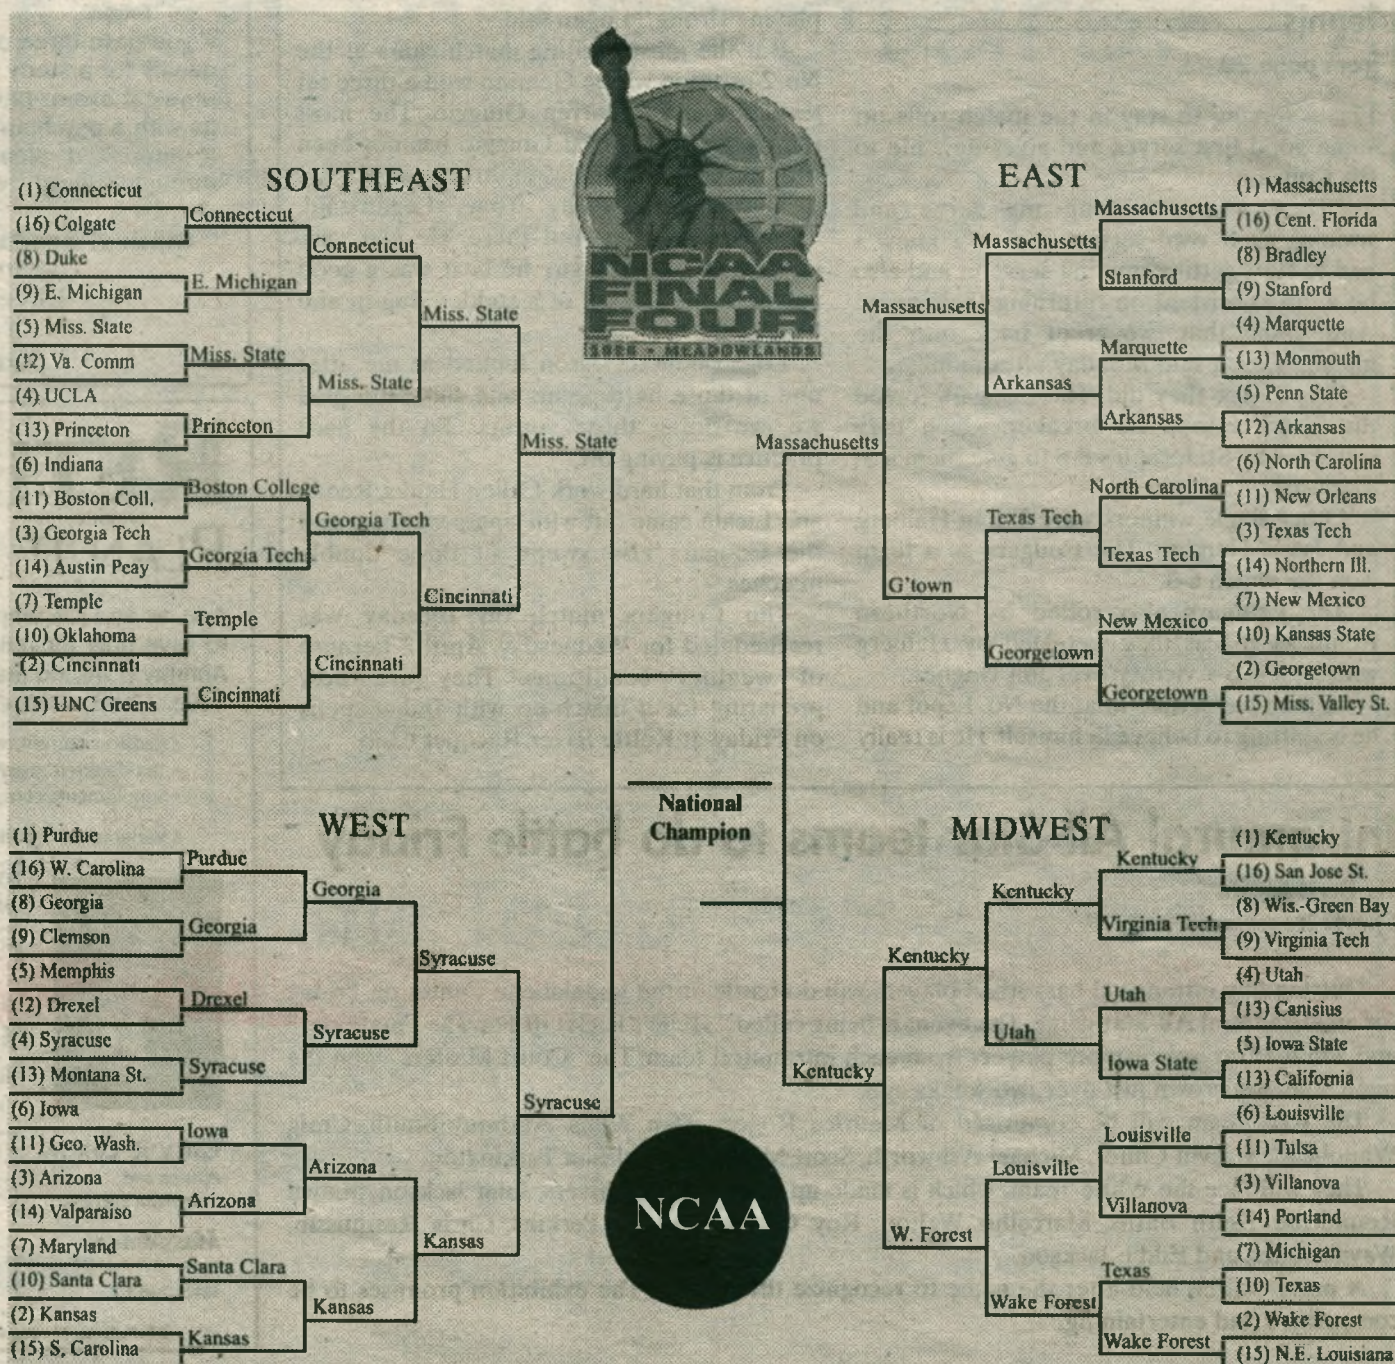 NCAA
FINAL
FOUR
1996 • MEADOWLANDS
SOUTHEAST
(1) Connecticut
(16) Colgate
(8) Duke
(9) E. Michigan
(5) Miss. State
(!2) Va. Comm
(4) UCLA
(13) Princeton
(6) Indiana
(11) Boston Coll.
(3) Georgia Tech
(14) Austin Peay
(7) Temple
(10) Oklahoma
(2) Cincinnati
(15) UNC Greens
Connecticut
E. Michigan
Miss. State
Princeton
Boston College
Georgia Tech
Temple
Cincinnati
Connecticut
Miss. State
Georgia Tech
Cincinnati
Miss. State
Cincinnati
Miss. State
EAST
(1) Massachusetts
(16) Cent. Florida
(8) Bradley
(9) Stanford
(4) Marquette
(13) Monmouth
(5) Penn State
(12) Arkansas
(6) North Carolina
(11) New Orleans
(3) Texas Tech
(14) Northern Ill.
(7) New Mexico
(10) Kansas State
(2) Georgetown
(15) Miss. Valley St.
Massachusetts
Stanford
Marquette
Arkansas
North Carolina
Texas Tech
New Mexico
Georgetown
Massachusetts
Arkansas
Texas Tech
Georgetown
Massachusetts
G'town
Massachusetts
National
Champion
WEST
(1) Purdue
(16) W. Carolina
(8) Georgia
(9) Clemson
(5) Memphis
(!2) Drexel
(4) Syracuse
(13) Montana St.
(6) Iowa
(11) Geo. Wash.
(3) Arizona
(14) Valparaiso
(7) Maryland
(10) Santa Clara
(2) Kansas
(15) S. Carolina
Purdue
Georgia
Drexel
Syracuse
Iowa
Arizona
Santa Clara
Kansas
Georgia
Syracuse
Arizona
Kansas
Syracuse
Kansas
Syracuse
MIDWEST
(1) Kentucky
(16) San Jose St.
(8) Wis.-Green Bay
(9) Virginia Tech
(4) Utah
(13) Canisius
(5) Iowa State
(13) California
(6) Louisville
(11) Tulsa
(3) Villanova
(14) Portland
(7) Michigan
(10) Texas
(2) Wake Forest
(15) N.E. Louisiana
Kentucky
Virginia Tech
Utah
Iowa State
Louisville
Villanova
Texas
Wake Forest
Kentucky
Utah
Louisville
Wake Forest
Kentucky
W. Forest
Kentucky
NCAA